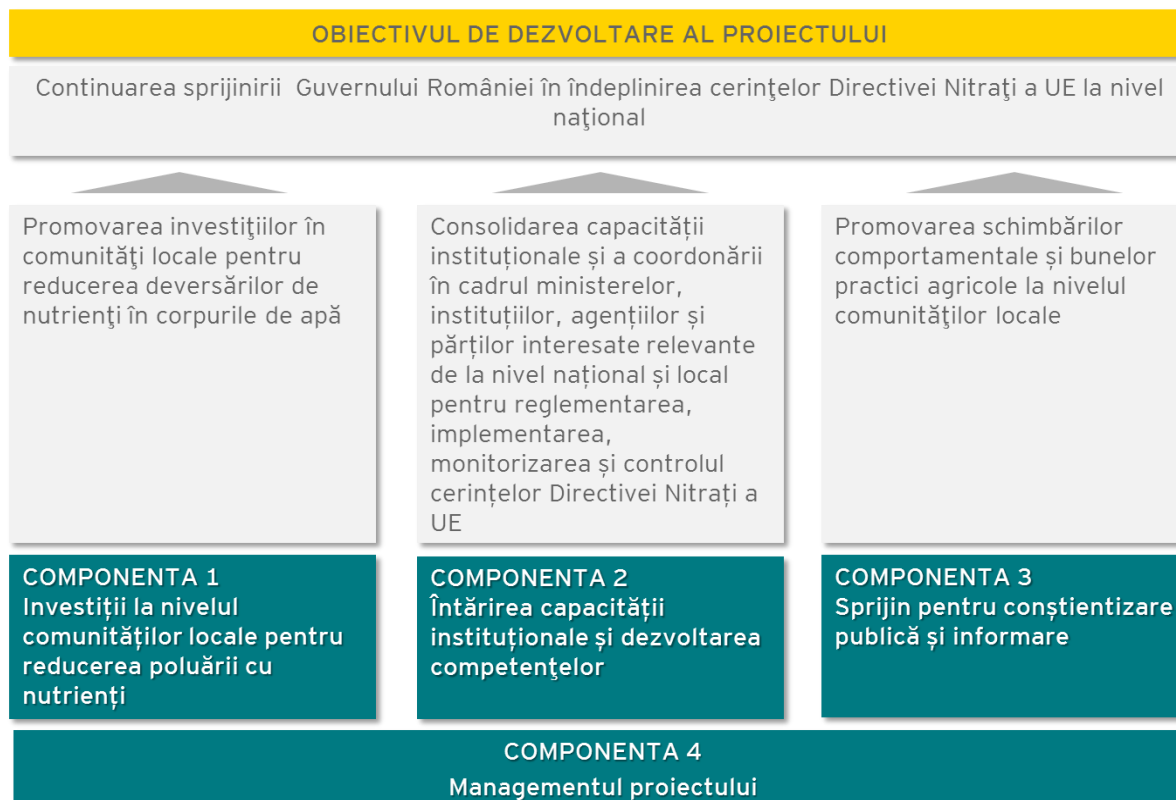 OBIECTIVUL DE DEZVOLTARE AL PROIECTULUI
Continuarea sprijinirii Guvernului României în îndeplinirea cerinţelor Directivei Nitraţi a UE la nivel
naţional
Promovarea investiţiilor în
comunităţi locale pentru
reducerea deversărilor de
nutrienţi în corpurile de apă
Consolidarea capacității
instituționale și a coordonării
în cadrul ministerelor,
instituțiilor, agențiilor și
părților interesate relevante
de la nivel național și local
pentru reglementarea,
implementarea,
monitorizarea și controlul
cerințelor Directivei Nitrați a
UE
Promovarea schimbărilor
comportamentale și bunelor
practici agricole la nivelul
comunităţilor locale
COMPONENTA 1
Investiții la nivelul
comunităților locale pentru
reducerea poluării cu
nutrienți
COMPONENTA 2
Întărirea capacității
instituționale și dezvoltarea
competenţelor
COMPONENTA 3
Sprijin pentru conștientizare
publică și informare
COMPONENTA 4
Managementul proiectului